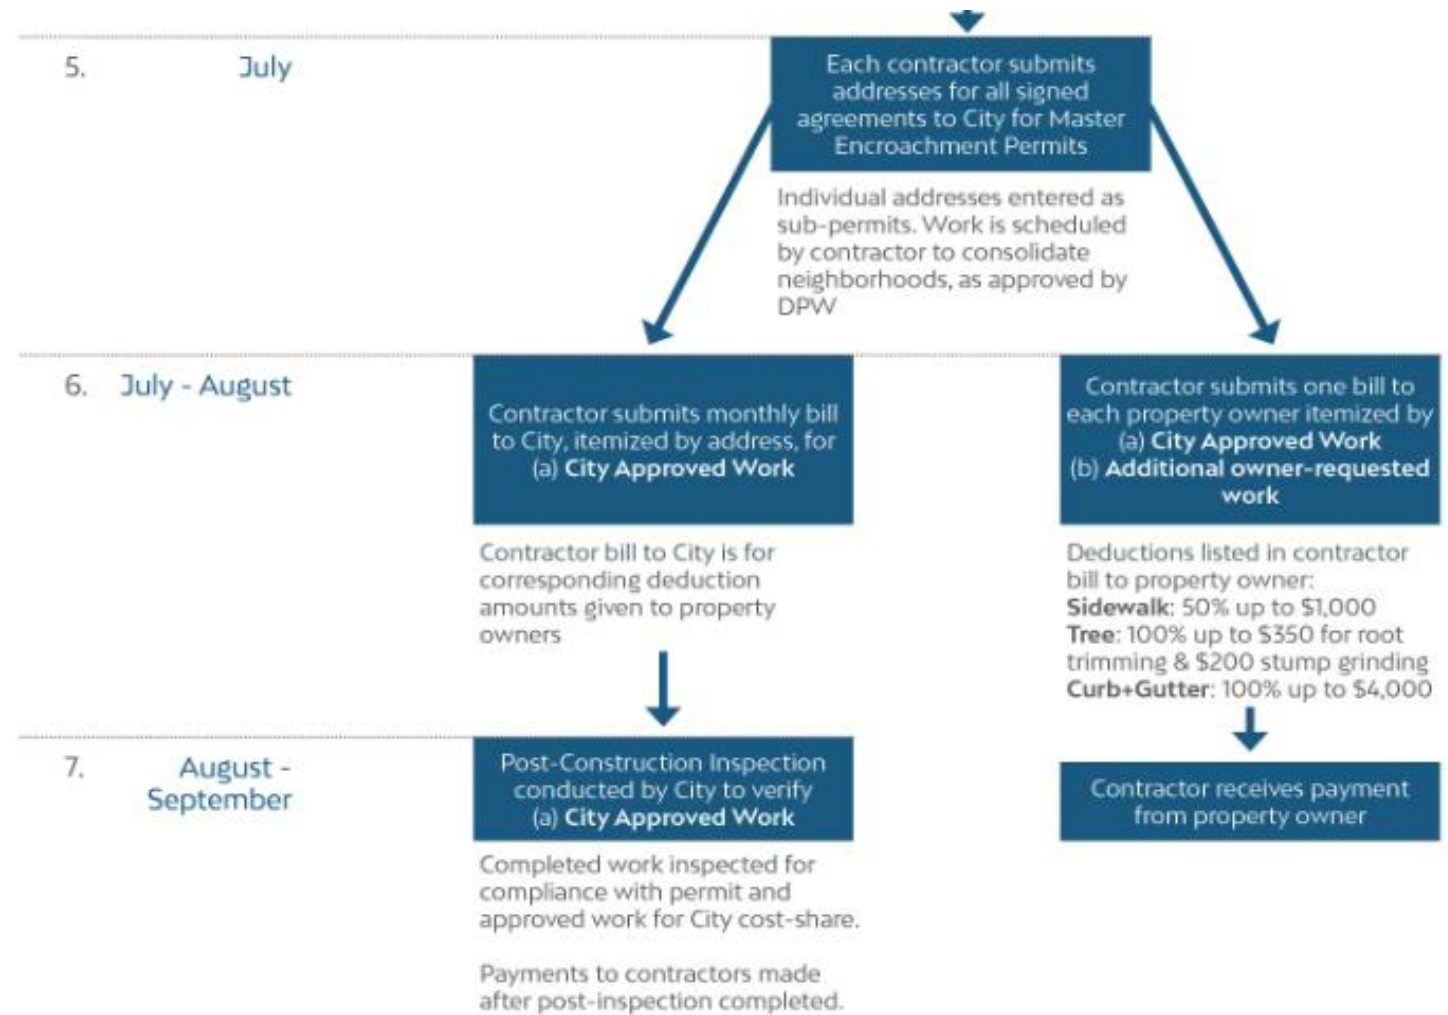 5.
July
Each contractor submits
addresses for all signed
agreements to City for Master
Encroachment Permits
Individual addresses entered as
sub-permits. Work is scheduled
by contractor to consolidate
neighborhoods, as approved by
DPW
6.
July - August
Contractor submits monthly bill
to City, itemized by address, for
(a) City Approved Work
Contractor bill to City is for
corresponding deduction
amounts given to property
owners
Contractor submits one bill to
each property owner itemized by
(a) City Approved Work
(b) Additional owner-requested
work
Deductions listed in contractor
bill to property owner:
Sidewalk: 50% up to $1,000
Tree: 100% up to $350 for root
trimming & $200 stump grinding
Curb+Gutter: 100% up to $4,000
7.
August -
September
Post-Construction Inspection
conducted by City to verify
(a) City Approved Work
Completed work inspected for
compliance with permit and
approved work for City cost-share.
Payments to contractors made
after post-inspection completed.
Contractor receives payment
from property owner